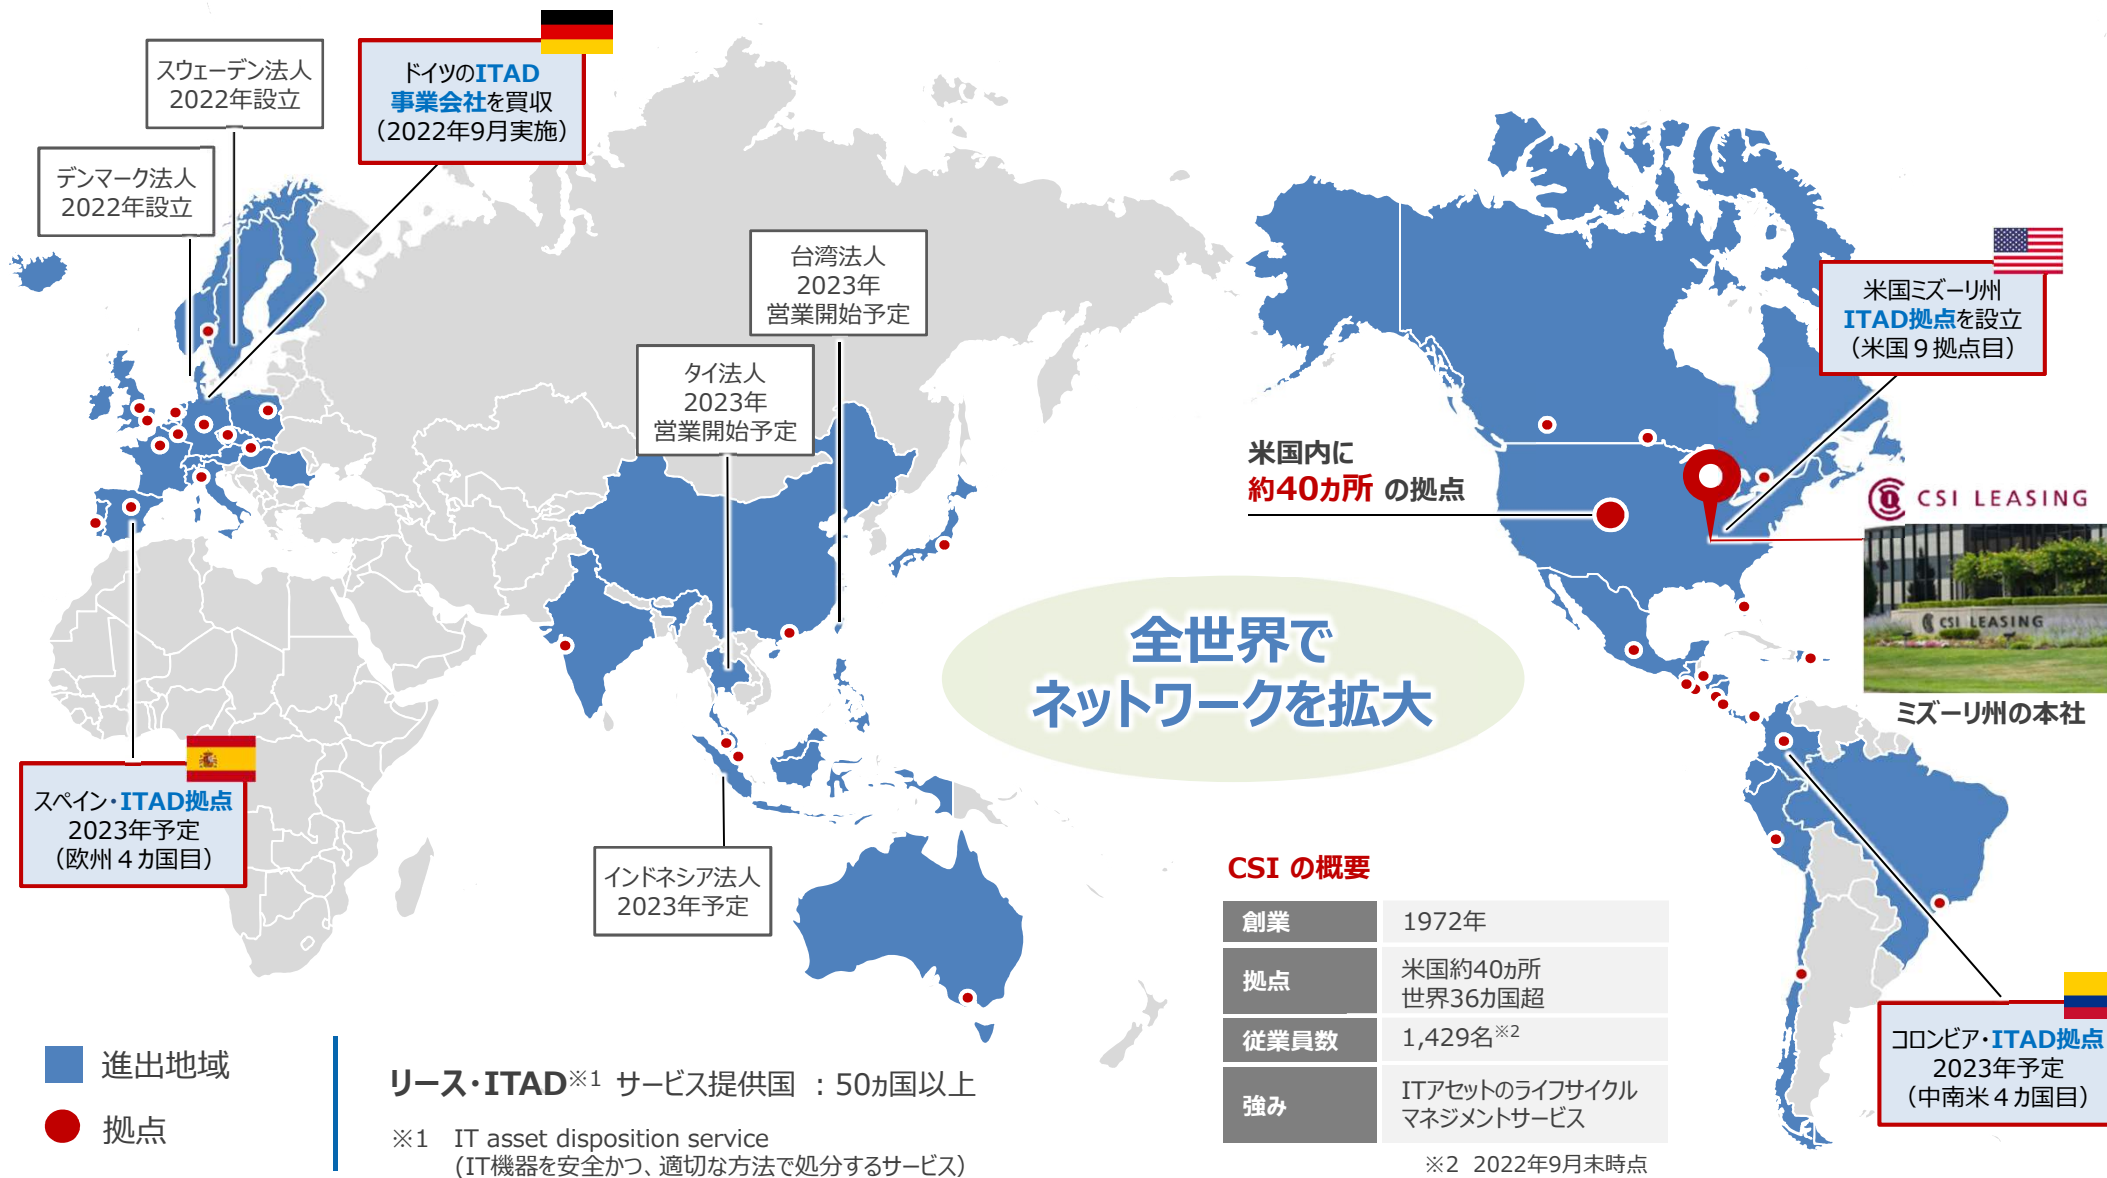 スウェーデン法人
2022年設立
ドイツのITAD
事業会社を買収
（2022年9月実施）
デンマーク法人
2022年設立
台湾法人
2023年
営業開始予定
タイ法人
2023年
営業開始予定
米国ミズーリ州
ITAD拠点を設立
（米国９拠点目）
米国内に
約40カ所 の拠点
CSI LEASING
CSI LEASING
ミズーリ州の本社
全世界で
ネットワークを拡大
スペイン・ITAD拠点
2023年予定
（欧州４カ国目）
インドネシア法人
2023年予定
CSI の概要
創業 1972年
拠点 米国約40ヵ所
世界36カ国超
従業員数 1,429名※2
強み ITアセットのライフサイクル
マネジメントサービス
※2 2022年9月末時点
コロンビア・ITAD拠点
2023年予定
（中南米４カ国目）
進出地域
拠点
リース・ITAD※1 サービス提供国 ：50ヵ国以上
※1 IT asset disposition service
(IT機器を安全かつ、適切な方法で処分するサービス)